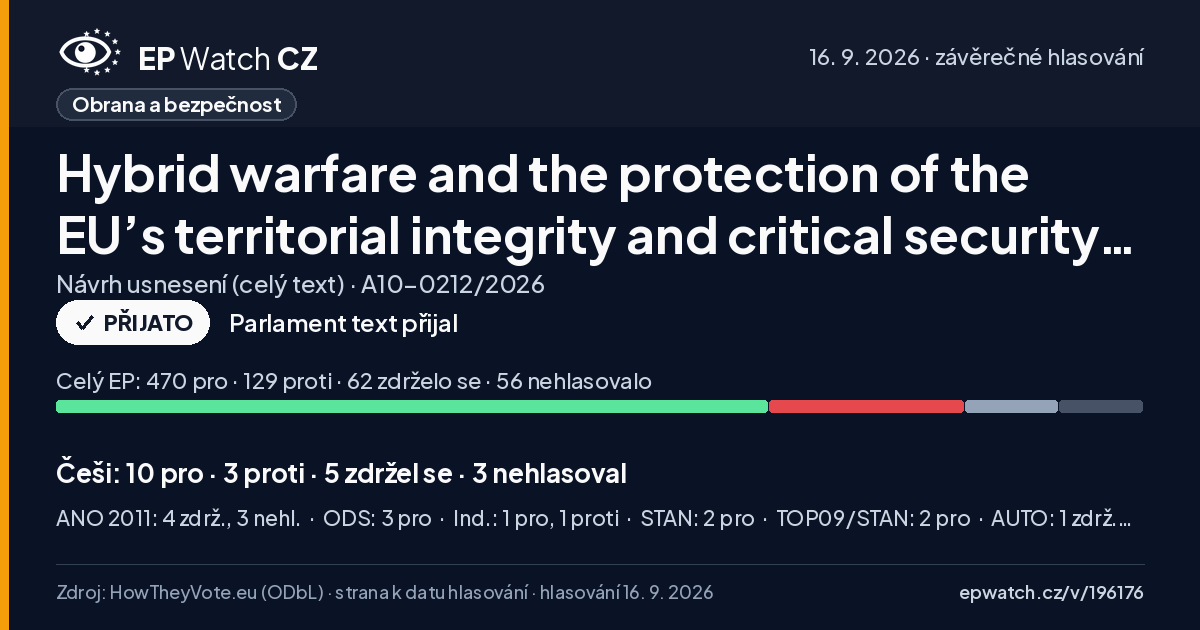 EP Watch CZ
16. 9. 2026 · závěrečné hlasování
Obrana a bezpečnost
Hybrid warfare and the protection of the
EU’s territorial integrity and critical security…
Návrh usnesení (celý text) · A10–0212/2026
✓ PŘIJATO
Parlament text přijal
Celý EP: 470 pro · 129 proti · 62 zdrželo se · 56 nehlasovalo
Češi: 10 pro · 3 proti · 5 zdržel se · 3 nehlasoval
ANO 2011: 4 zdrž., 3 nehl. · ODS: 3 pro · Ind.: 1 pro, 1 proti · STAN: 2 pro · TOP09/STAN: 2 pro · AUTO: 1 zdrž.…
Zdroj: HowTheyVote.eu (ODbL) · strana k datu hlasování · hlasování 16. 9. 2026
epwatch.cz/v/196176